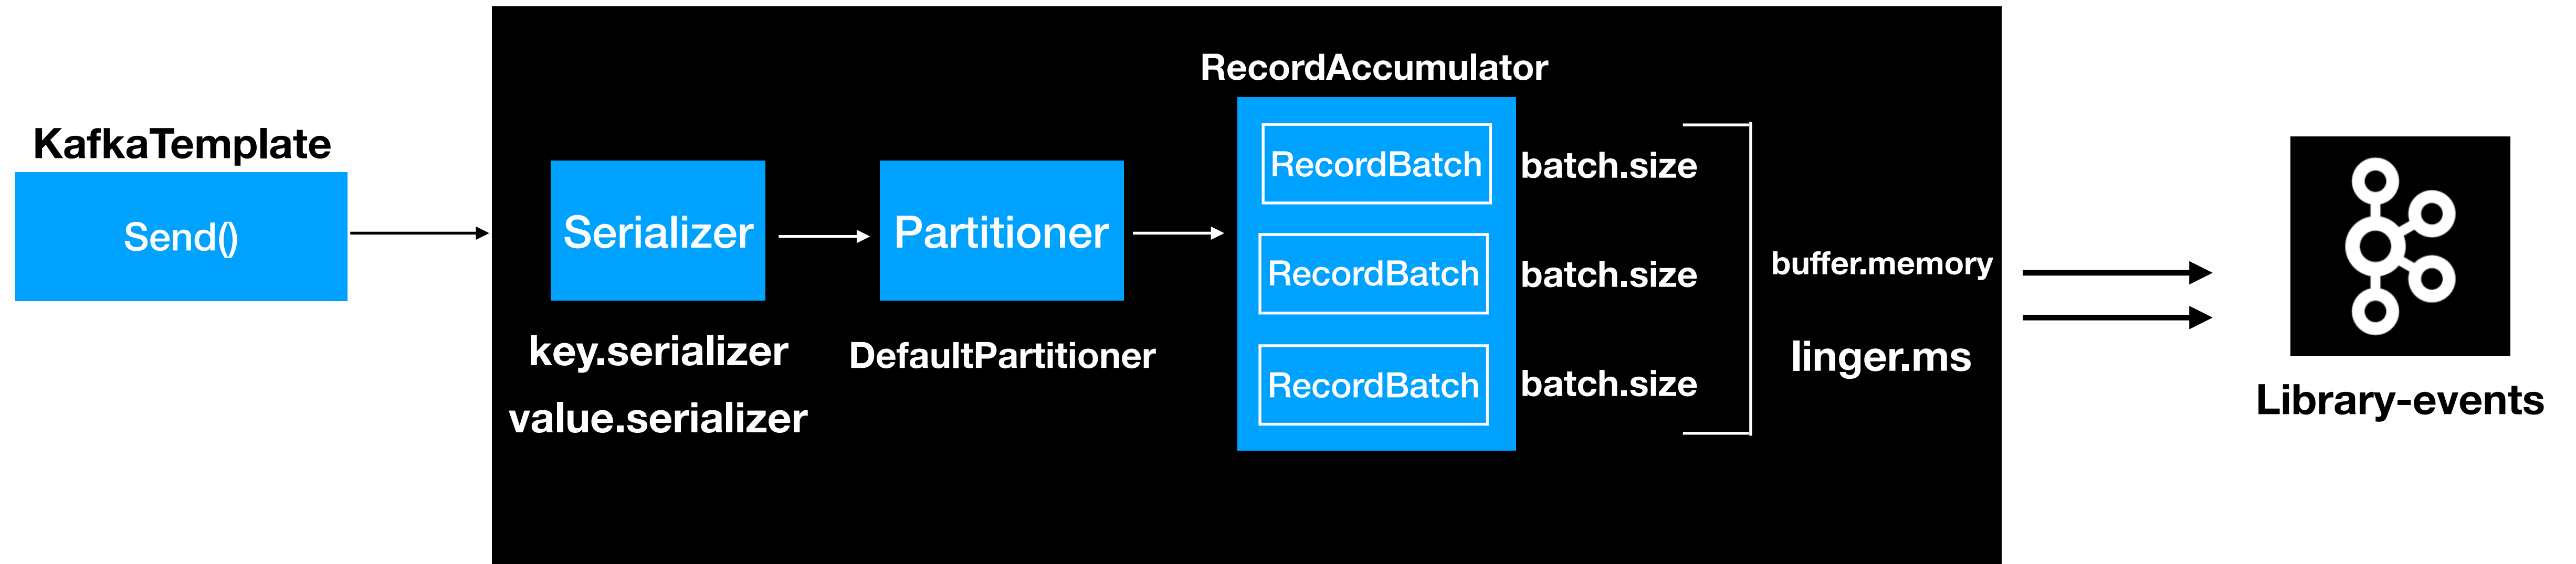 KafkaTemplate
Send()
Serializer
key.serializer
value.serializer
Partitioner
DefaultPartitioner
RecordAccumulator
RecordBatch
batch.size
RecordBatch
batch.size
RecordBatch
batch.size
buffer.memory
linger.ms
Library-events